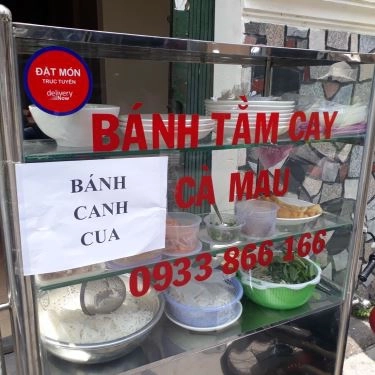 ĐẶT MÓN
TRỰC TUYẾN
delivery
Now
BÁNH TẰM CAY
CÀ MAU
0933 866 166
BÁNH
CANH
CUA